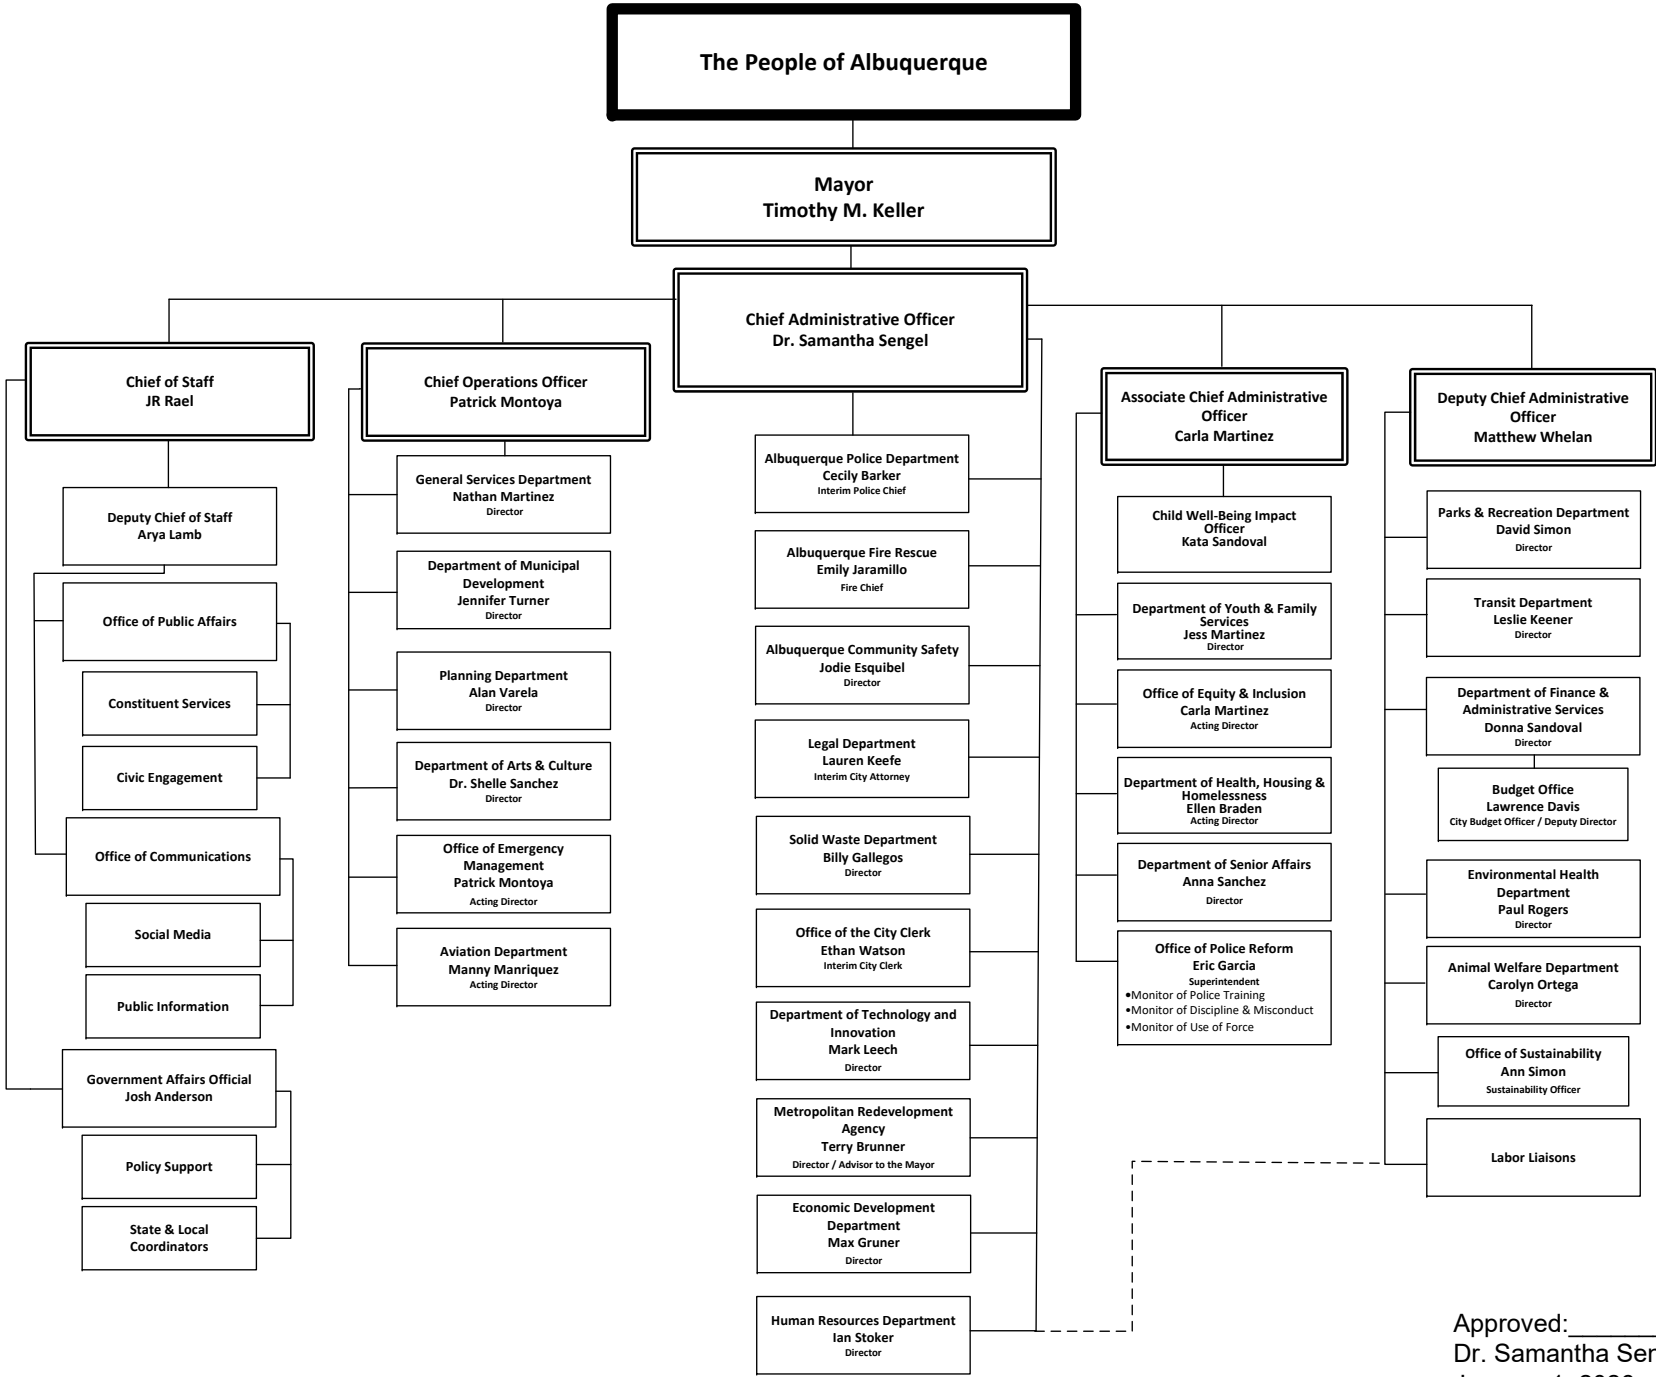 The People of Albuquerque
Mayor
Timothy M. Keller
Chief Administrative Officer
Dr. Samantha Sengel
Chief of Staff
JR Rael
Deputy Chief of Staff
Arya Lamb
Office of Public Affairs
Constituent Services
Civic Engagement
Office of Communications
Social Media
Public Information
Government Affairs Official
Josh Anderson
Policy Support
State & Local
Coordinators
Chief Operations Officer
Patrick Montoya
General Services Department
Nathan Martinez
Director
Department of Municipal
Development
Jennifer Turner
Director
Planning Department
Alan Varela
Director
Department of Arts & Culture
Dr. Shelle Sanchez
Director
Office of Emergency
Management
Patrick Montoya
Acting Director
Aviation Department
Manny Manriquez
Acting Director
Albuquerque Police Department
Cecily Barker
Interim Police Chief
Albuquerque Fire Rescue
Emily Jaramillo
Fire Chief
Albuquerque Community Safety
Jodie Esquibel
Director
Legal Department
Lauren Keefe
Interim City Attorney
Solid Waste Department
Billy Gallegos
Director
Office of the City Clerk
Ethan Watson
Interim City Clerk
Department of Technology and
Innovation
Mark Leech
Director
Metropolitan Redevelopment
Agency
Terry Brunner
Director / Advisor to the Mayor
Economic Development
Department
Max Gruner
Director
Human Resources Department
Ian Stoker
Director
Associate Chief Administrative
Officer
Carla Martinez
Child Well-Being Impact
Officer
Kata Sandoval
Department of Youth & Family
Services
Jess Martinez
Director
Office of Equity & Inclusion
Carla Martinez
Acting Director
Department of Health, Housing &
Homelessness
Ellen Braden
Acting Director
Department of Senior Affairs
Anna Sanchez
Director
Office of Police Reform
Eric Garcia
Superintendent
•Monitor of Police Training
•Monitor of Discipline & Misconduct
•Monitor of Use of Force
Deputy Chief Administrative
Officer
Matthew Whelan
Parks & Recreation Department
David Simon
Director
Transit Department
Leslie Keener
Director
Department of Finance &
Administrative Services
Donna Sandoval
Director
Budget Office
Lawrence Davis
City Budget Officer / Deputy Director
Environmental Health
Department
Paul Rogers
Director
Animal Welfare Department
Carolyn Ortega
Director
Office of Sustainability
Ann Simon
Sustainability Officer
Labor Liaisons
Approved:______
Dr. Samantha